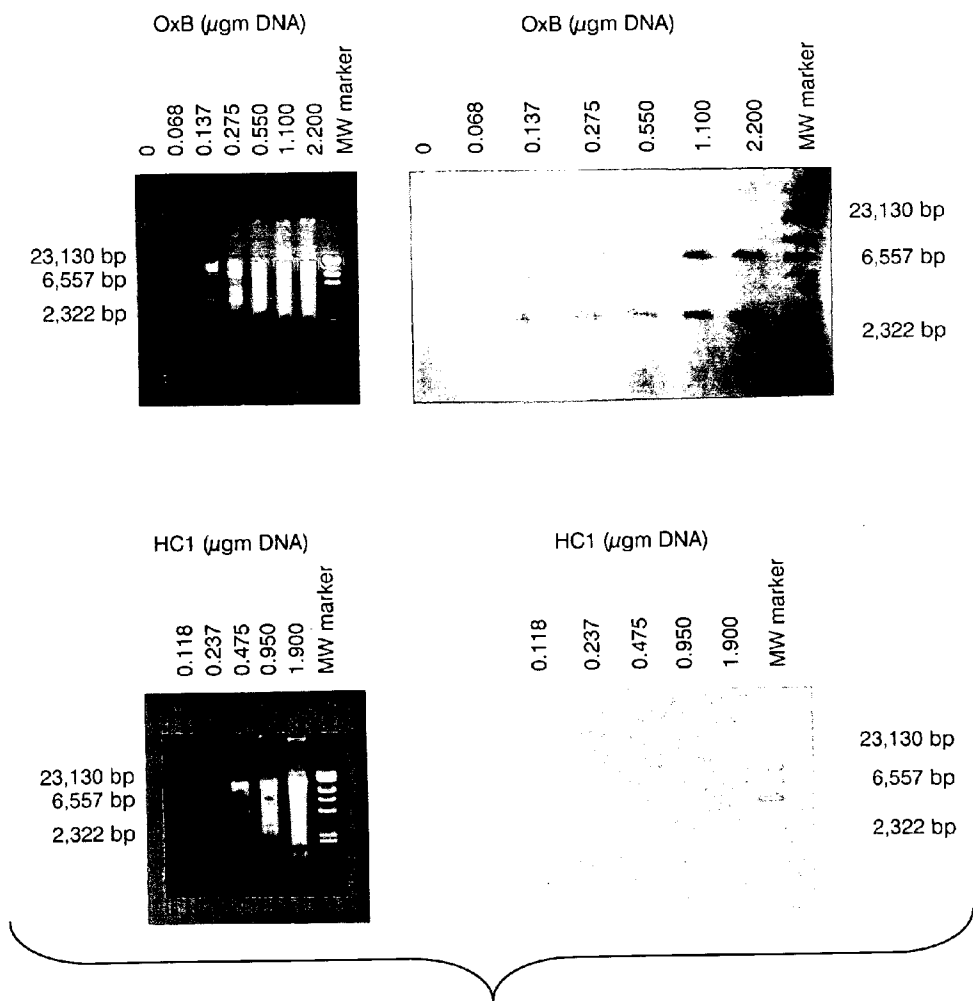 OxB (μgm DNA)
0
0.068
0.137
0.275
0.550
1.100
2.200
MW marker
23,130 bp
6,557 bp
2,322 bp
OxB (μgm DNA)
0
0.068
0.137
0.275
0.550
1.100
2.200
MW marker
23,130 bp
6,557 bp
2,322 bp
HC1 (μgm DNA)
0.118
0.237
0.475
0.950
1.900
MW marker
23,130 bp
6,557 bp
2,322 bp
HC1 (μgm DNA)
0.118
0.237
0.475
0.950
1.900
MW marker
23,130 bp
6,557 bp
2,322 bp